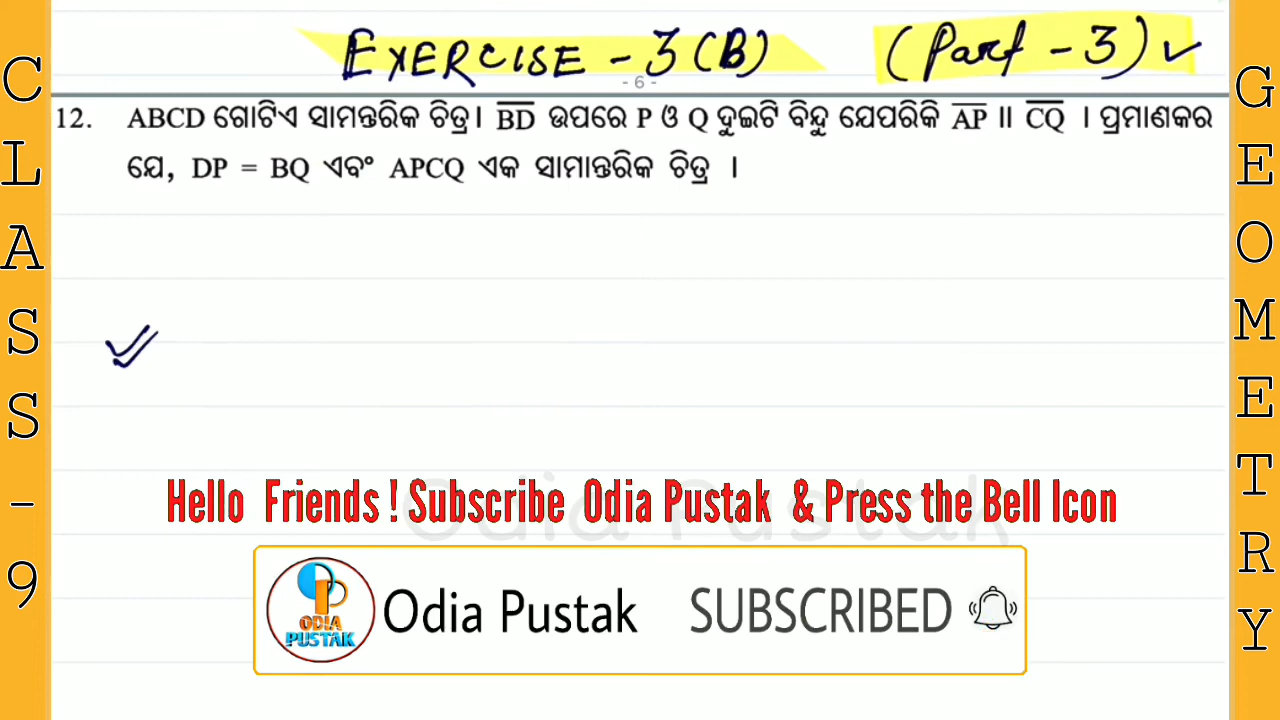 EXERCISE - 3(B) (Part - 3)
- 6 -
12. ABCD ଗୋଟିଏ ସାମନ୍ତରିକ ଚିତ୍ର। BD ଉପରେ P ଓ Q ଦୁଇଟି ବିନ୍ଦୁ ଯେପରିକି AP ॥ CQ । ପ୍ରମାଣକର
ଯେ, DP = BQ ଏବଂ APCQ ଏକ ସାମାନ୍ତରିକ ଚିତ୍ର ।
CLASS-9
GEOMETRY
Odia Pustak
Hello Friends ! Subscribe Odia Pustak & Press the Bell Icon
ODIA
PUSTAK
Odia Pustak SUBSCRIBED